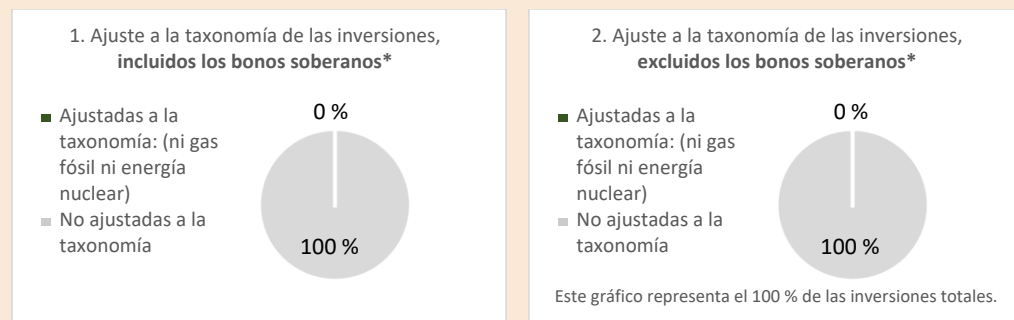 1. Ajuste a la taxonomía de las inversiones,
incluidos los bonos soberanos*
Ajustadas a la
taxonomía: (ni gas
fósil ni energía
nuclear)
No ajustadas a la
taxonomía
0 %
100 %
2. Ajuste a la taxonomía de las inversiones,
excluidos los bonos soberanos*
Ajustadas a la
taxonomía: (ni gas
fósil ni energía
nuclear)
No ajustadas a la
taxonomía
0 %
100 %
Este gráfico representa el 100 % de las inversiones totales.